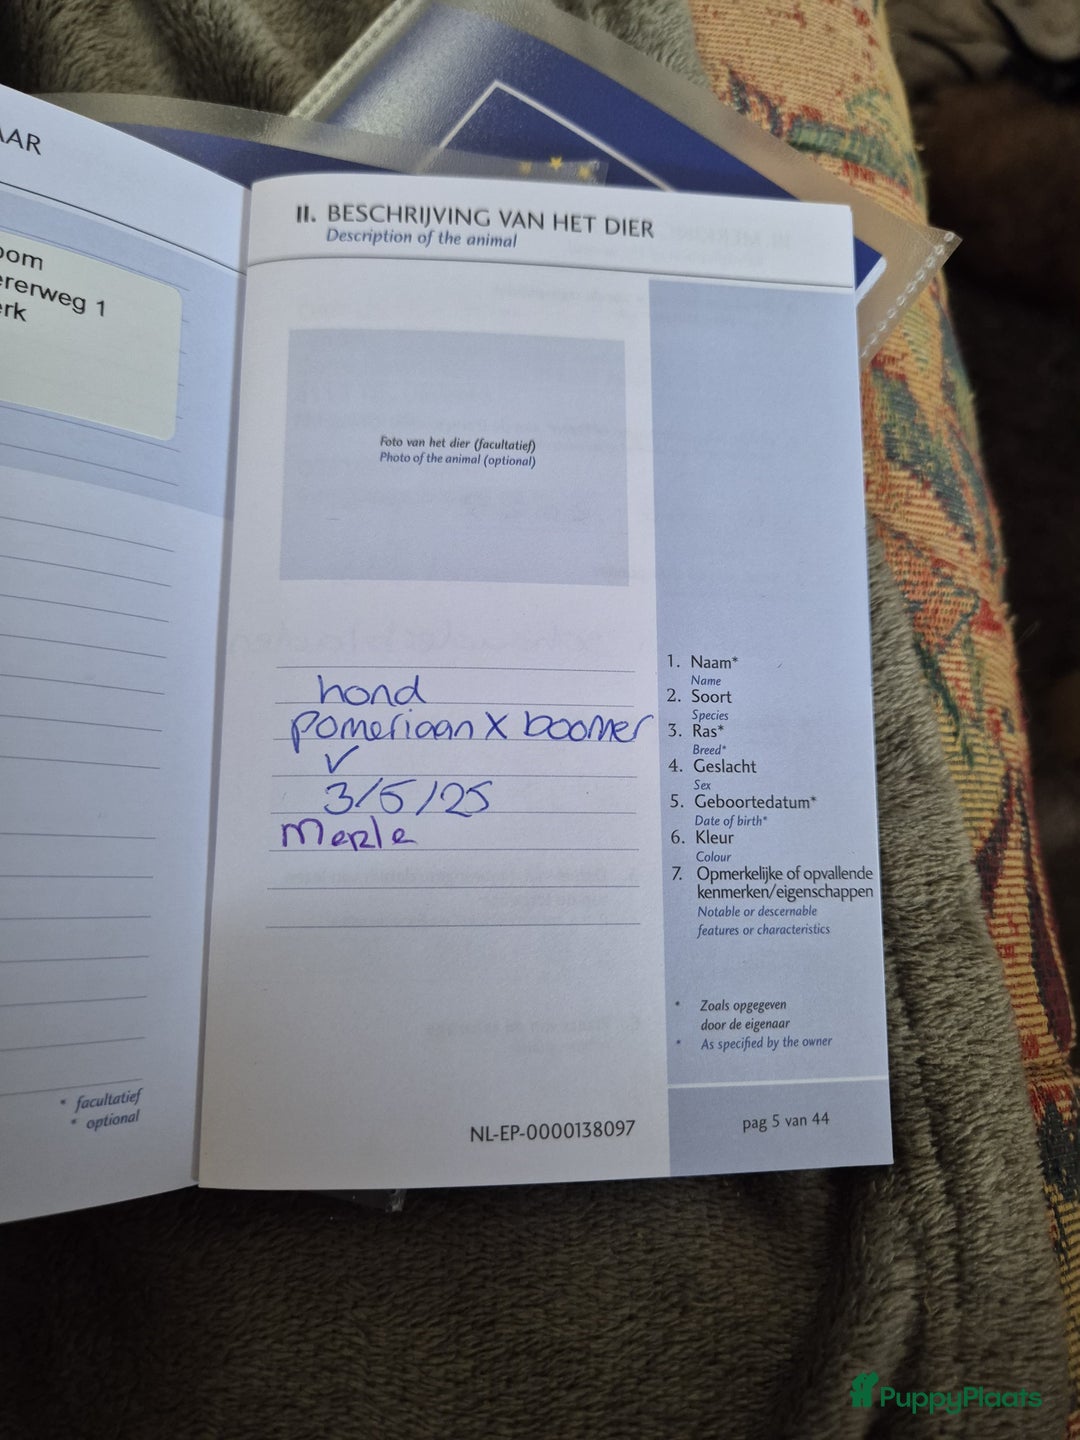 AAR
oom
ererweg 1
erk
* facultatief
* optional
II. BESCHRIJVING VAN HET DIER
Description of the animal
Foto van het dier (facultatief)
Photo of the animal (optional)
hond
pomeriaan X boomer
V
3/5/25
Merle
1. Naam*
Name
2. Soort
Species
3. Ras*
Breed*
4. Geslacht
Sex
5. Geboortedatum*
Date of birth*
6. Kleur
Colour
7. Opmerkelijke of opvallende
kenmerken/eigenschappen
Notable or descernable
features or characteristics
* Zoals opgegeven
door de eigenaar
* As specified by the owner
NL-EP-0000138097
pag 5 van 44
PuppyPlaats